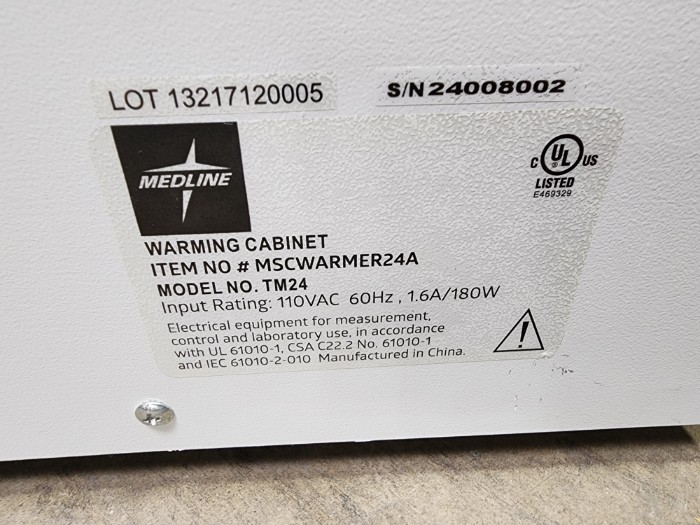 LOT 13217120005
S/N 24008002
MEDLINE
C UL US
LISTED
E469329
WARMING CABINET
ITEM NO # MSCWARMER24A
MODEL NO. TM24
Input Rating: 110VAC 60Hz , 1.6A/180W
Electrical equipment for measurement,
control and laboratory use, in accordance
with UL 61010-1, CSA C22.2 No. 61010-1
and IEC 61010-2-010 Manufactured in China.